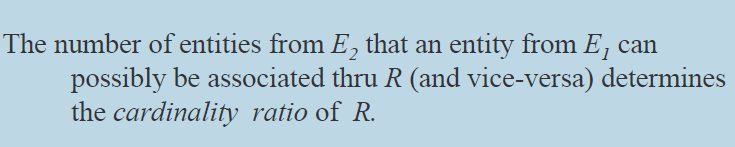 The number of entities from E₂ that an entity from E₁ can
possibly be associated thru R (and vice-versa) determines
the cardinality ratio of R.